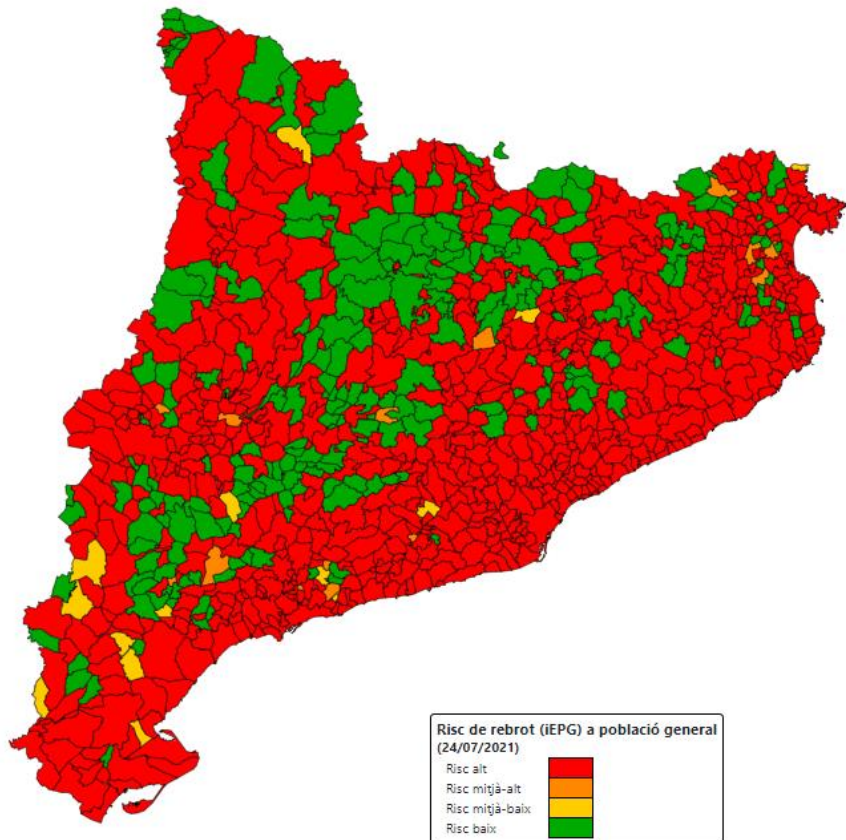 Risc de rebrot (iEPG) a població general
(24/07/2021)
Risc alt
Risc mitjà-alt
Risc mitjà-baix
Risc baix